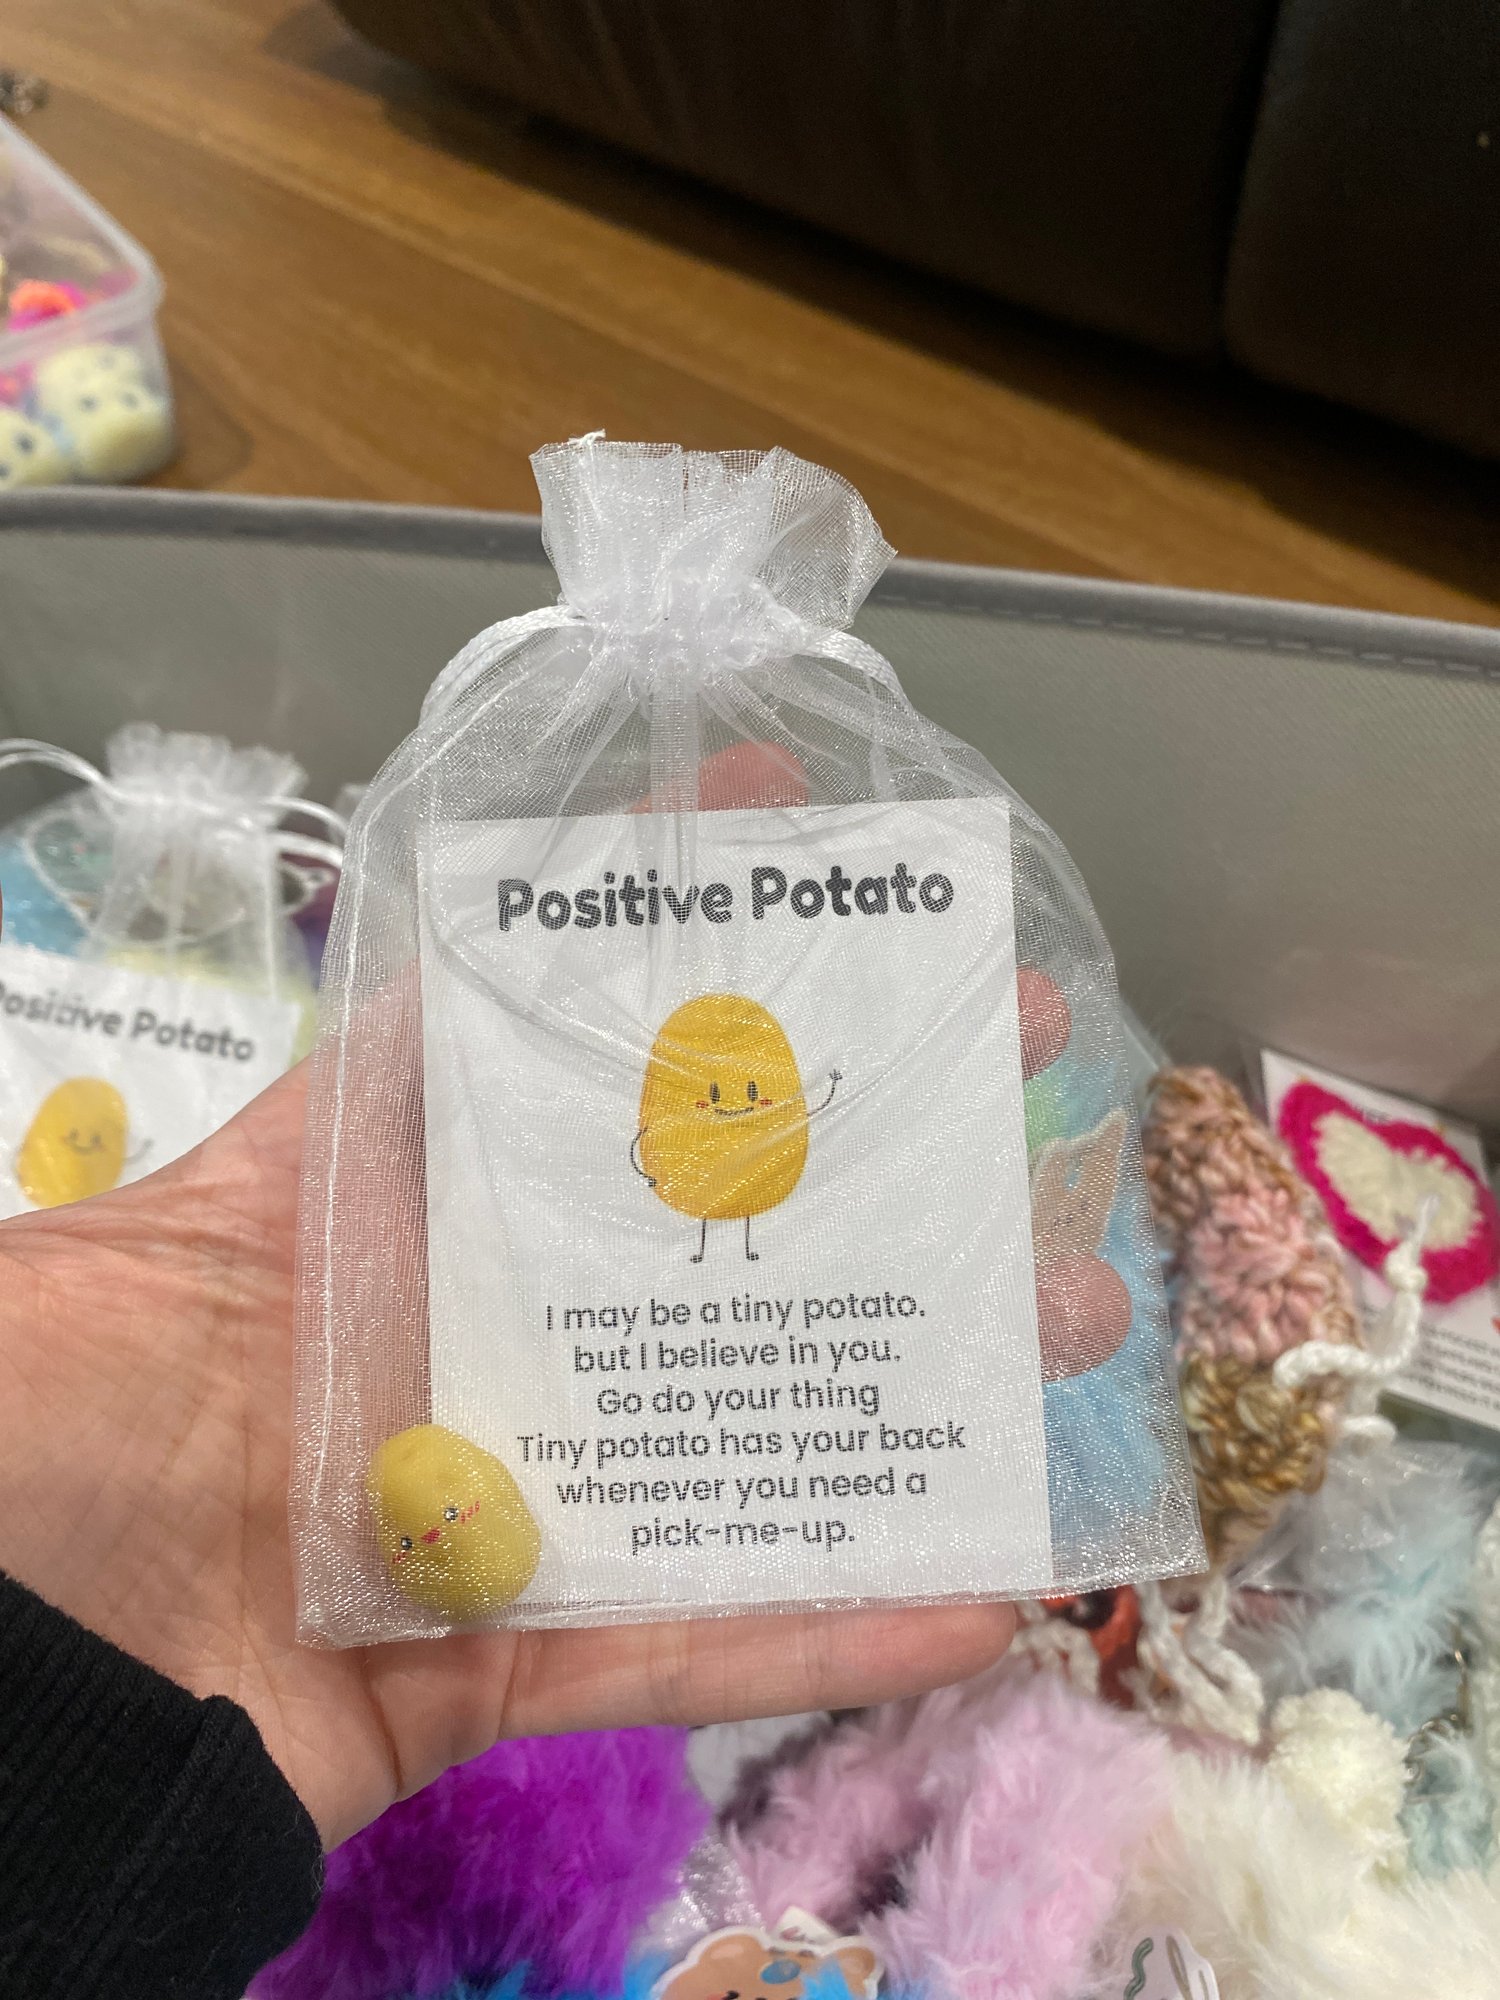 Positive Potato
I may be a tiny potato.
but I believe in you.
Go do your thing
Tiny potato has your back
whenever you need a
pick-me-up.
Positive Potato